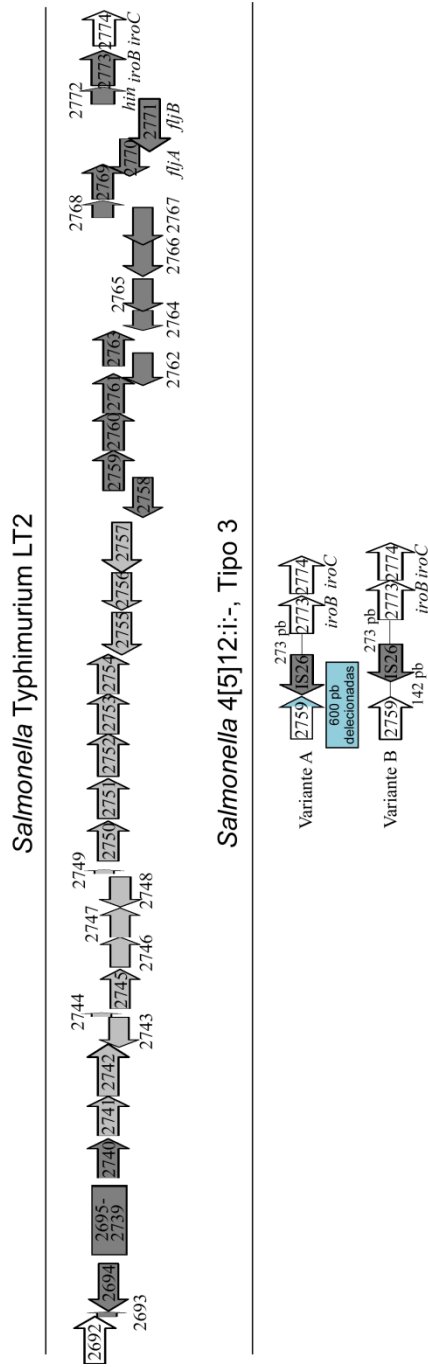 Salmonella Typhimurium LT2
2692
2693
2694
2695-
2739
2740
2741
2742
2743
2744
2745
2746
2747
2748
2749
2750
2751
2752
2753
2754
2755
2756
2757
2758
2759
2760
2761
2762
2763
2764
2765
2766
2767
2768
2769
2770
fljA
2771
fljB
2772
hin
2773
iroB
2774
iroC
Salmonella 4[5]12:i:-, Tipo 3
Variante A
2759
IS26
273 pb
2773
2774
iroB iroC
600 pb
delecionadas
Variante B
2759
IS26
273 pb
2773
2774
142 pb
iroB iroC